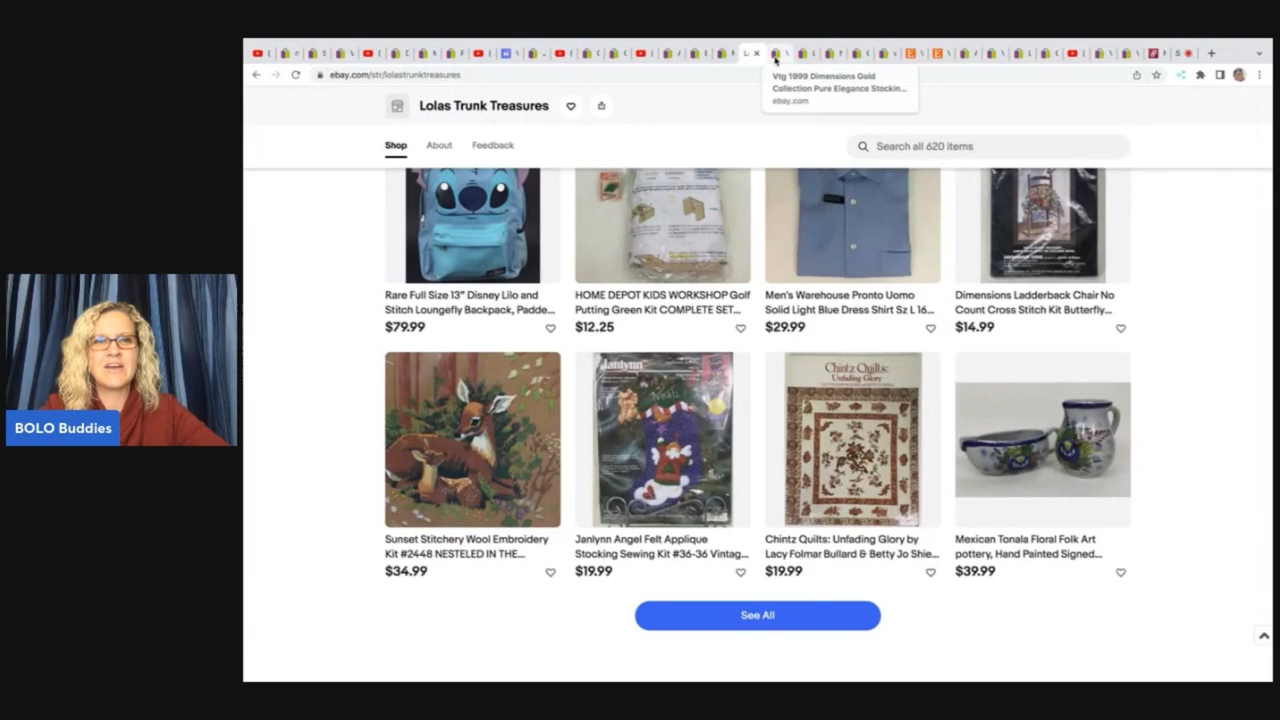 ebay.com/str/lolastrunktreasures
Vtg 1999 Dimensions Gold
Collection Pure Elegance Stockin...
ebay.com
Lolas Trunk Treasures
Shop
About
Feedback
Search all 620 items
Rare Full Size 13" Disney Lilo and
Stitch Loungefly Backpack, Padde...
$79.99
HOME DEPOT KIDS WORKSHOP Golf
Putting Green Kit COMPLETE SET...
$12.25
Men's Warehouse Pronto Uomo
Solid Light Blue Dress Shirt Sz L 16...
$29.99
Dimensions Ladderback Chair No
Count Cross Stitch Kit Butterfly...
$14.99
Janlynn
Noah
Chintz Quilts:
Unfading Glory
BOLO Buddies
Sunset Stitchery Wool Embroidery
Kit #2448 NESTELED IN THE...
$34.99
Janlynn Angel Felt Applique
Stocking Sewing Kit #36-36 Vintag...
$19.99
Chintz Quilts: Unfading Glory by
Lacy Folmar Bullard & Betty Jo Shie...
$19.99
Mexican Tonala Floral Folk Art
pottery, Hand Painted Signed...
$39.99
See All